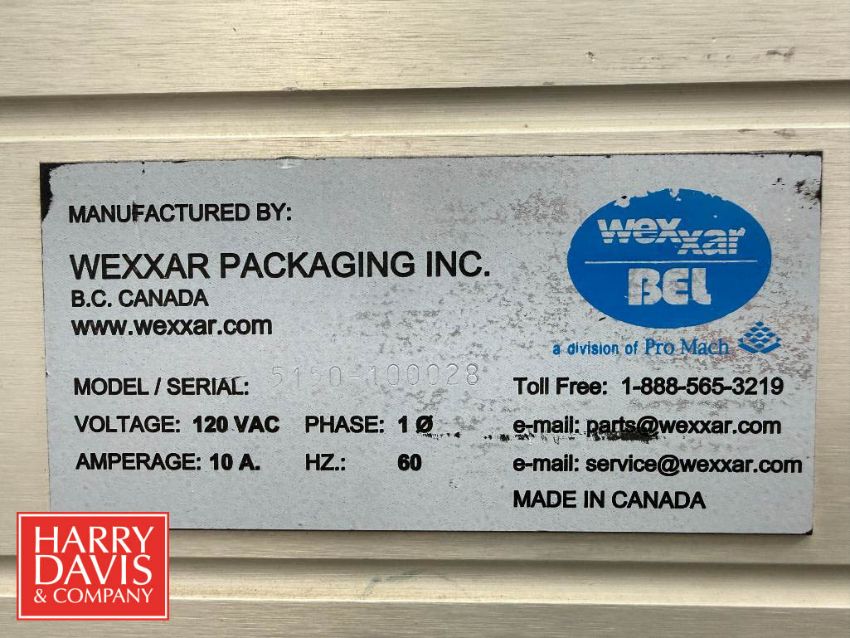 MANUFACTURED BY:
WEXXAR PACKAGING INC.
B.C. CANADA
www.wexxar.com
wexxar
BEL
a division of Pro Mach
MODEL / SERIAL: 5150-100028
VOLTAGE: 120 VAC PHASE: 1 Ø
AMPERAGE: 10 A. HZ.: 60
Toll Free: 1-888-565-3219
e-mail: parts@wexxar.com
e-mail: service@wexxar.com
MADE IN CANADA
HARRY
DAVIS
& COMPANY